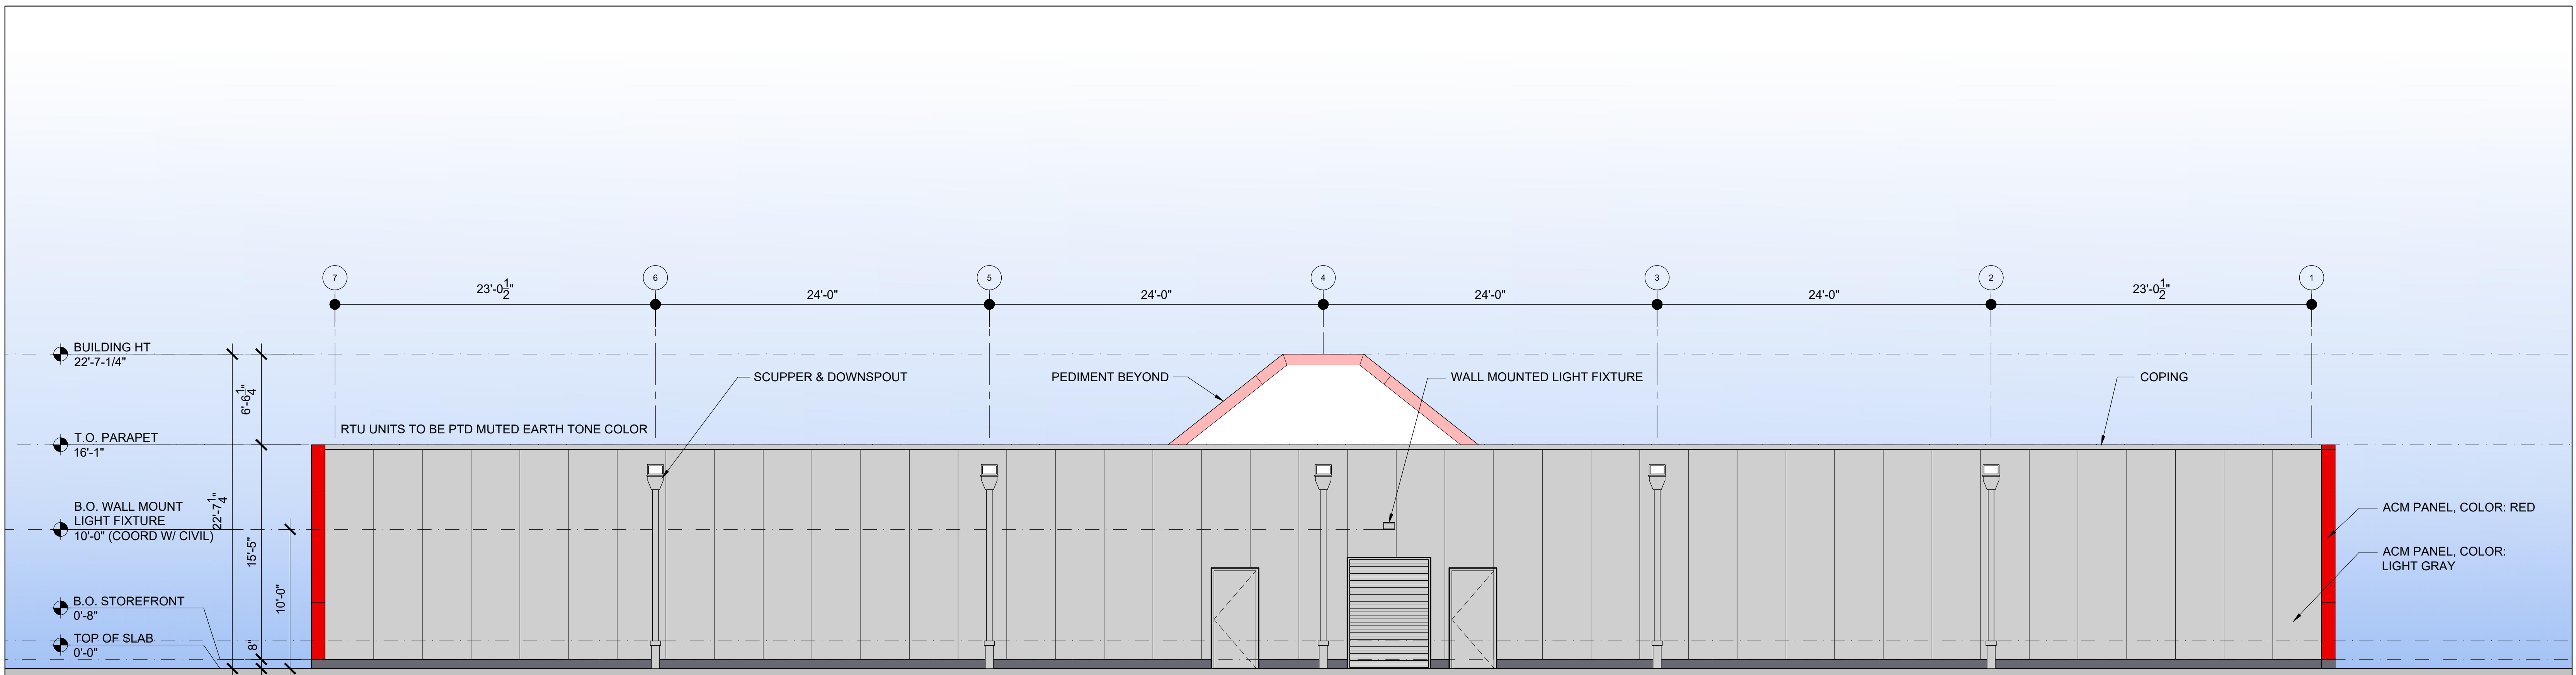 7
6
5
4
3
2
1
23'-0 1/2"
24'-0"
24'-0"
24'-0"
24'-0"
23'-0 1/2"
BUILDING HT
22'-7-1/4"
6'-6 1/4"
SCUPPER & DOWNSPOUT
PEDIMENT BEYOND
WALL MOUNTED LIGHT FIXTURE
COPING
RTU UNITS TO BE PTD MUTED EARTH TONE COLOR
T.O. PARAPET
16'-1"
22'-7 1/4"
B.O. WALL MOUNT
LIGHT FIXTURE
10'-0" (COORD W/ CIVIL)
15'-5"
10'-0"
ACM PANEL, COLOR: RED
ACM PANEL, COLOR:
LIGHT GRAY
B.O. STOREFRONT
0'-8"
TOP OF SLAB
0'-0"
8"